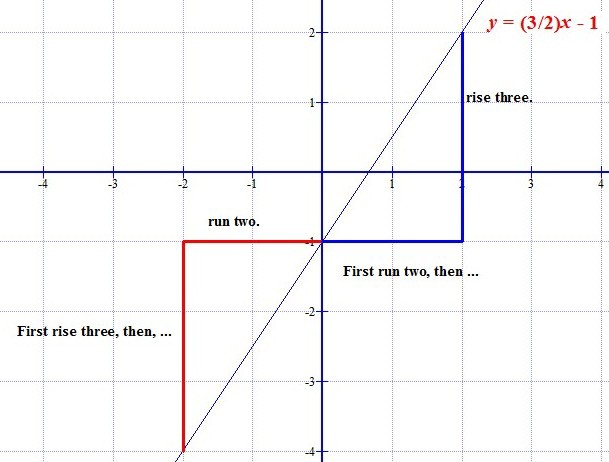 y = (3/2)x - 1
2
1
rise three.
-4 -3 -2 -1 1 2 3 4
run two.
-1
First run two, then ...
-2
First rise three, then, ...
-3
-4